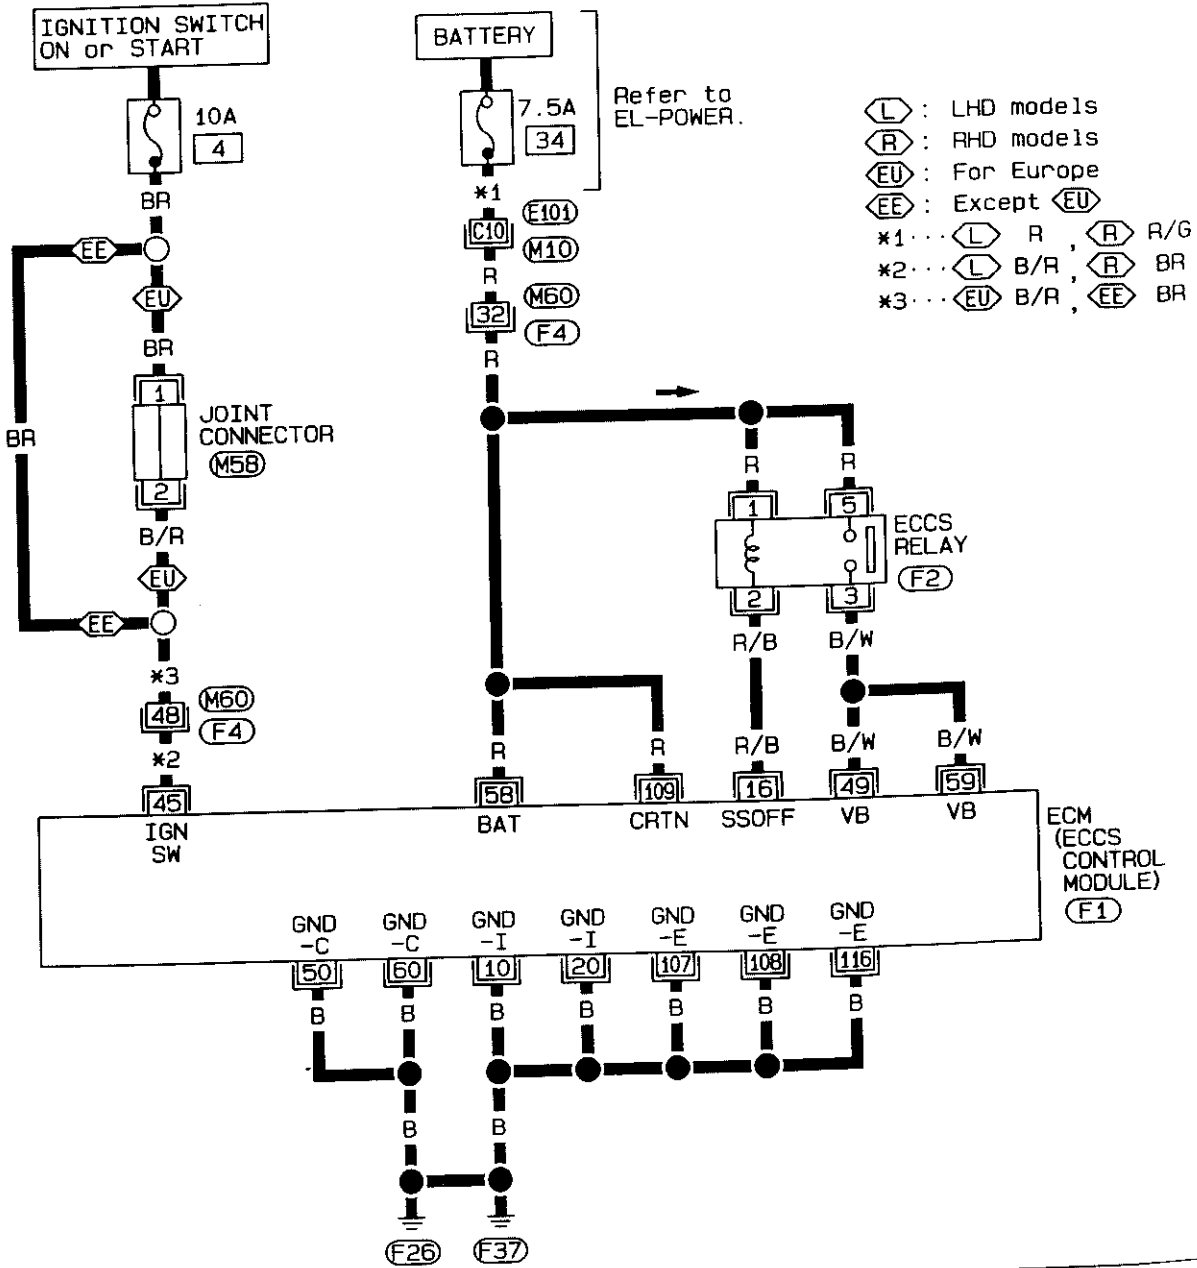 IGNITION SWITCH
ON or START
BATTERY
10A
4
7.5A
34
Refer to
EL-POWER.
L : LHD models
R : RHD models
EU : For Europe
EE : Except EU
*1··· L R , R R/G
*2··· L B/R, R BR
*3··· EU B/R, EE BR
BR
*1
C10
E101
M10
EE
R
EU
32
M60
F4
BR
R
1
JOINT
CONNECTOR
M58
BR
2
R
R
1
5
ECCS
RELAY
F2
B/R
EU
2
3
EE
R/B
B/W
*3
48
M60
F4
*2
R
R
R/B
B/W
B/W
45
58
109
16
49
59
IGN
SW
BAT
CRTN
SSOFF
VB
VB
ECM
(ECCS
CONTROL
MODULE)
F1
GND
-C
GND
-C
GND
-I
GND
-I
GND
-E
GND
-E
GND
-E
50
60
10
20
107
108
116
B
B
B
B
B
B
B
B
B
F26
F37